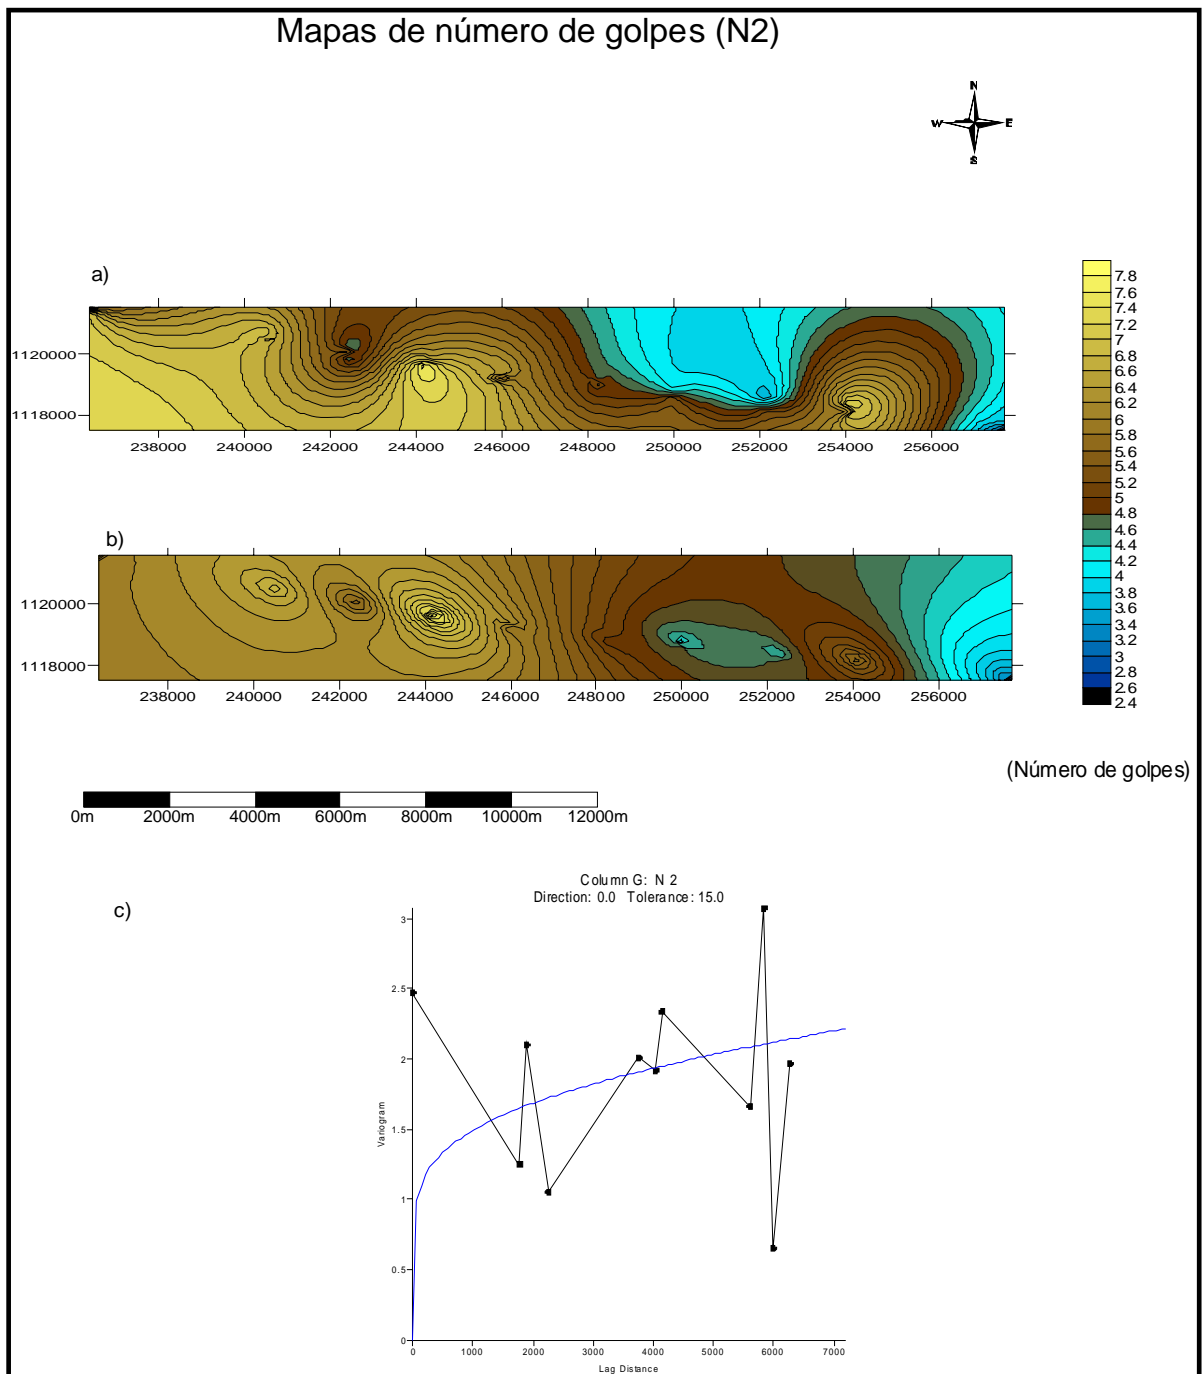 Mapas de número de golpes (N2)
N
W E
S
a)
1120000
1118000
238000 240000 242000 244000 246000 248000 250000 252000 254000 256000
7.8
7.6
7.4
7.2
7
6.8
6.6
6.4
6.2
6
5.8
5.6
5.4
5.2
5
4.8
4.6
4.4
4.2
4
3.8
3.6
3.4
3.2
3
2.8
2.6
2.4
b)
1120000
1118000
238000 240000 242000 244000 246000 248000 250000 252000 254000 256000
(Número de golpes)
0m 2000m 4000m 6000m 8000m 10000m 12000m
c)
Column G: N 2
Direction: 0.0 Tolerance: 15.0
3
2.5
2
1.5
1
0.5
0
Variogram
0 1000 2000 3000 4000 5000 6000 7000
Lag Distance